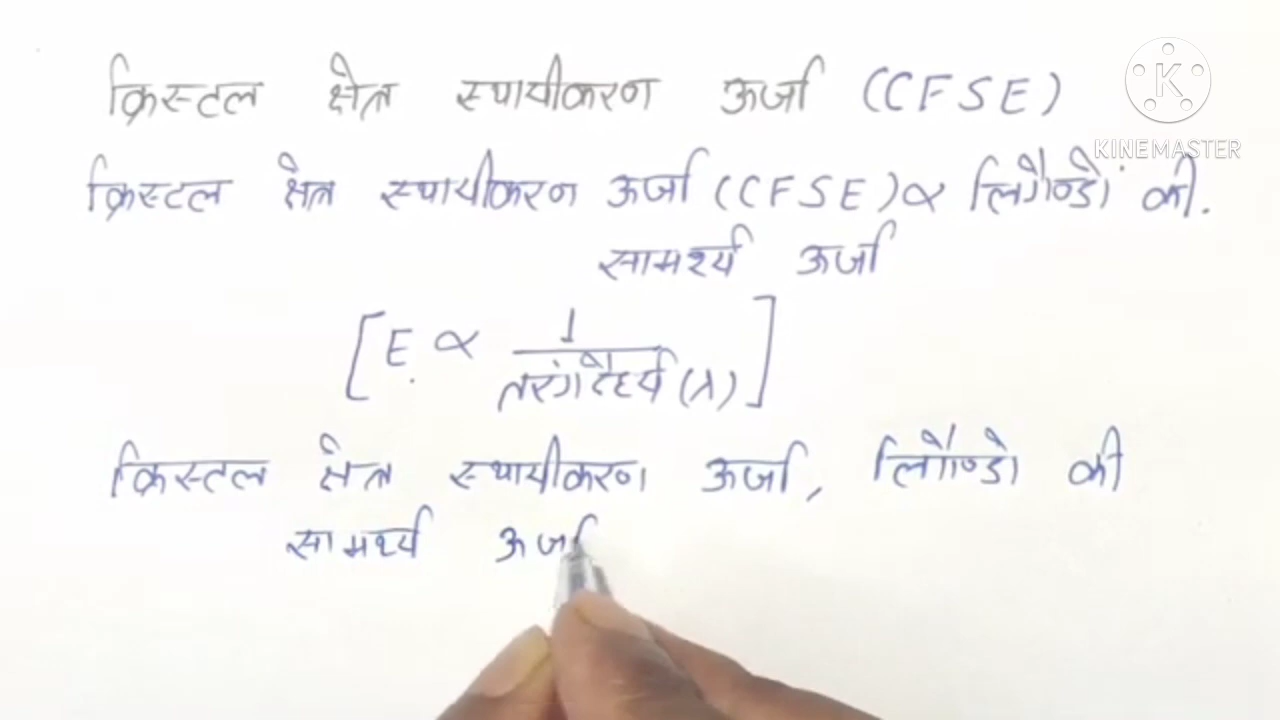 क्रिस्टल क्षेत्र स्थायीकरण ऊर्जा (CFSE)
K
KINEMASTER
क्रिस्टल क्षेत्र स्थायीकरण ऊर्जा (CFSE) ∝ लिगैण्डों की
सामर्थ्य ऊर्जा
[E ∝ 1
तरंगदैर्ध्य (λ)]
क्रिस्टल क्षेत्र स्थायीकरण ऊर्जा, लिगैण्डो की
सामर्थ्य ऊर्जा